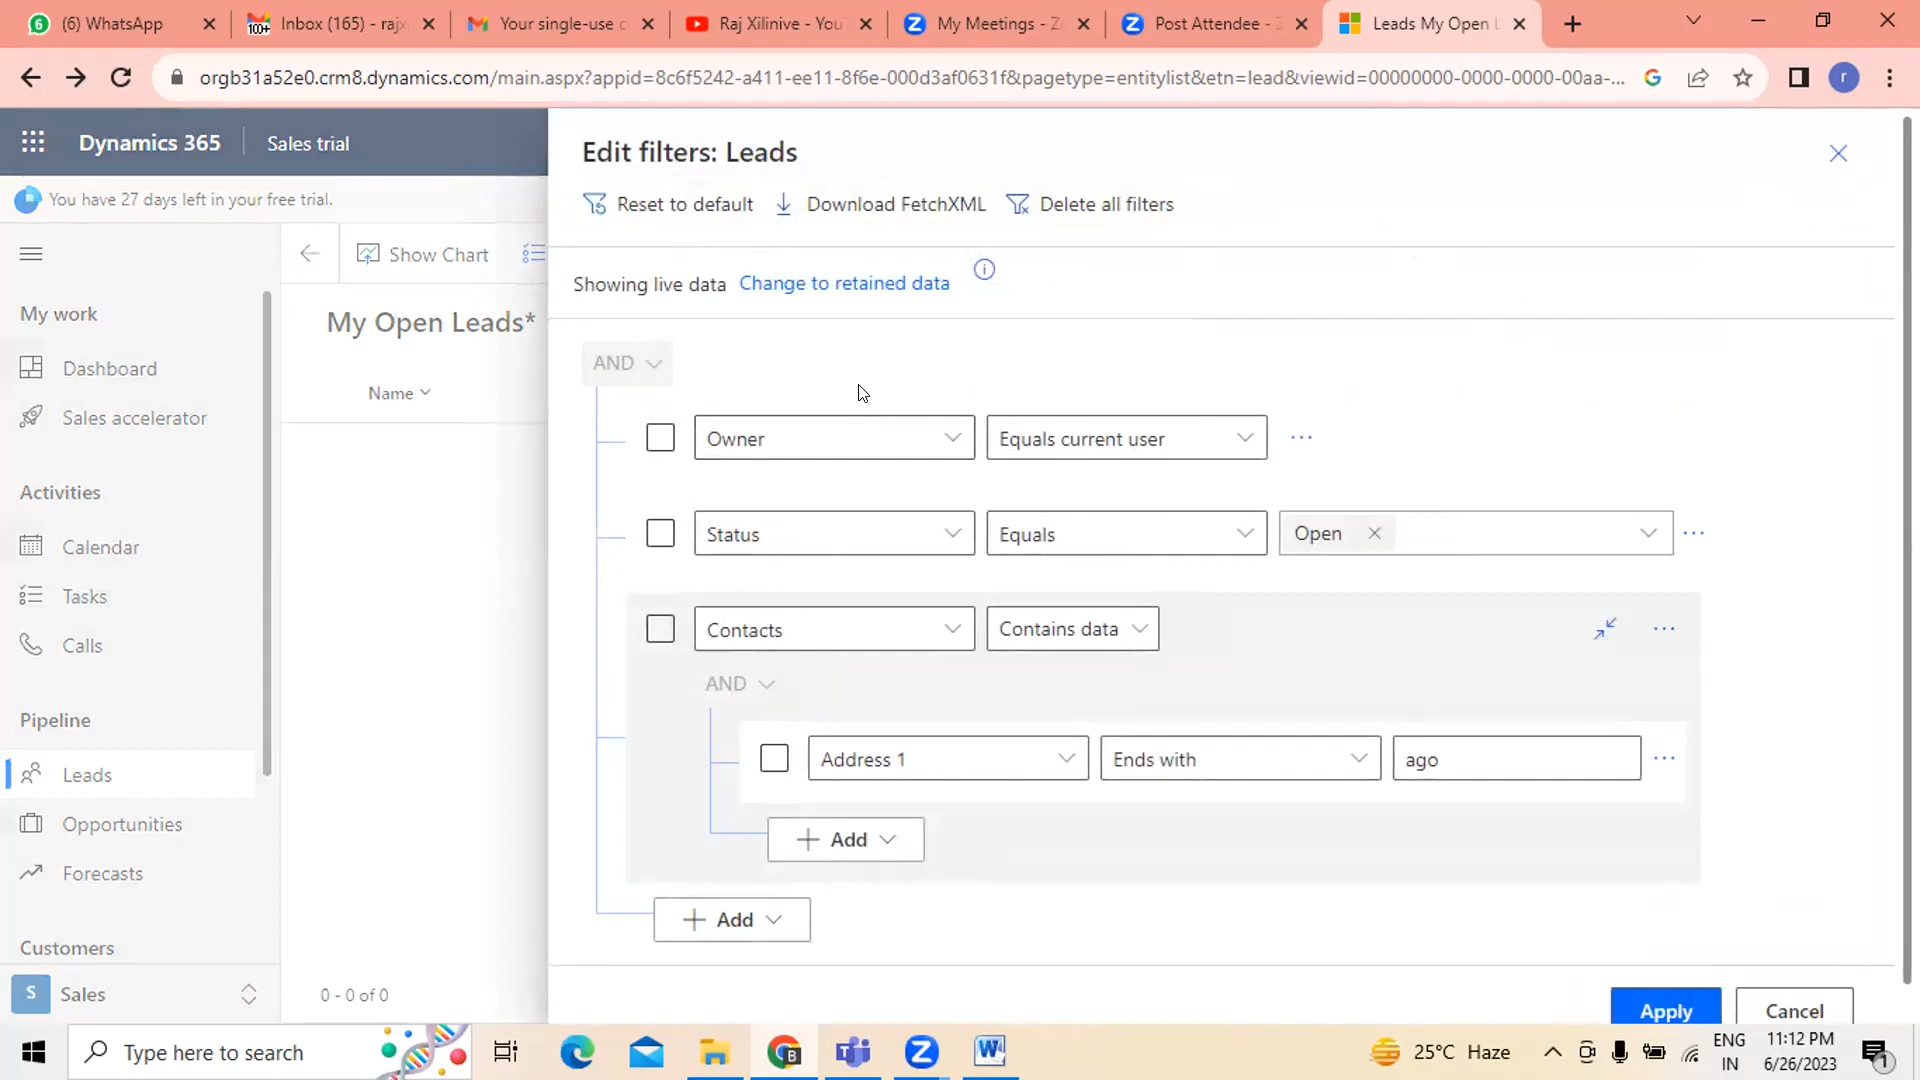 (6) WhatsApp
Inbox (165) - rajx
Your single-use c
Raj Xilinive - YouT
My Meetings - Zo
Post Attendee - Z
Leads My Open L
orgb31a52e0.crm8.dynamics.com/main.aspx?appid=8c6f5242-a411-ee11-8f6e-000d3af0631f&pagetype=entitylist&etn=lead&viewid=00000000-0000-0000-00aa-...
r
Dynamics 365
Sales trial
You have 27 days left in your free trial.
Show Chart
My work
Dashboard
Sales accelerator
Activities
Calendar
Tasks
Calls
Pipeline
Leads
Opportunities
Forecasts
Customers
S Sales
My Open Leads*
Name
0 - 0 of 0
Edit filters: Leads
Reset to default
Download FetchXML
Delete all filters
Showing live data Change to retained data
AND
Owner
Equals current user
Status
Equals
Open
Contacts
Contains data
AND
Address 1
Ends with
ago
Add
Add
Apply
Cancel
Type here to search
25°C Haze
ENG
IN
11:12 PM
6/26/2023
1